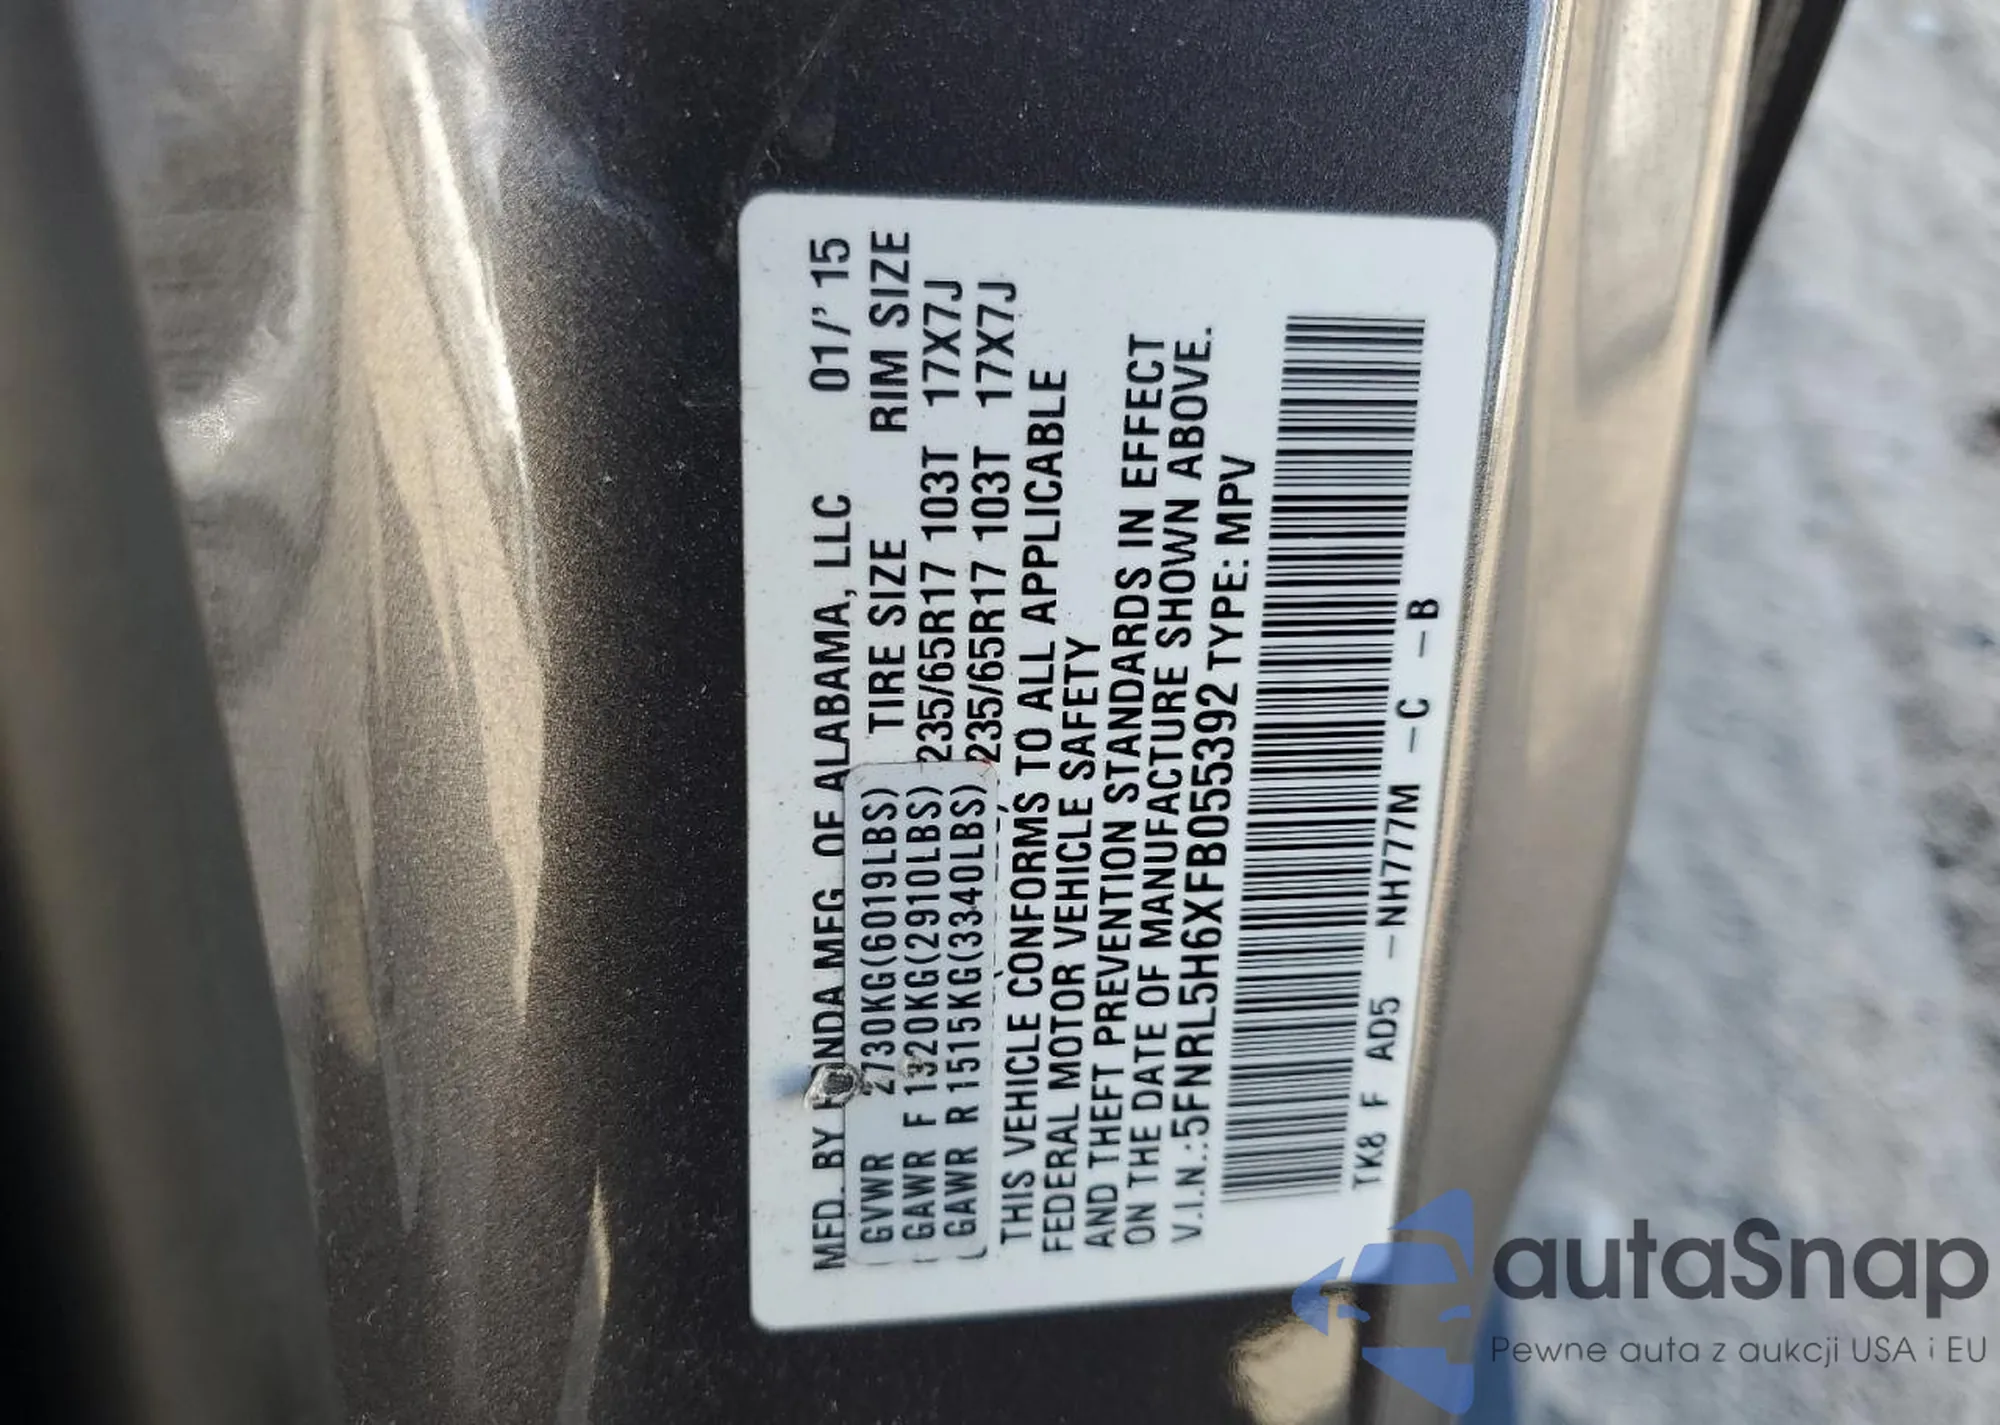 MFD. BY HONDA MFG. OF ALABAMA, LLC 01/' 15
TIRE SIZE RIM SIZE
GVWR 2730KG(6019LBS)
GAWR F 1320KG(2910LBS) 235/65R17 103T 17X7J
GAWR R 1515KG(3340LBS) 235/65R17 103T 17X7J
THIS VEHICLE CONFORMS TO ALL APPLICABLE
FEDERAL MOTOR VEHICLE SAFETY
AND THEFT PREVENTION STANDARDS IN EFFECT
ON THE DATE OF MANUFACTURE SHOWN ABOVE.
V.I.N.:5FNRL5H6XFB055392 TYPE: MPV
TK8 F AD5 -NH777M -C -B
autaSnap
Pewne auta z aukcji USA i EU